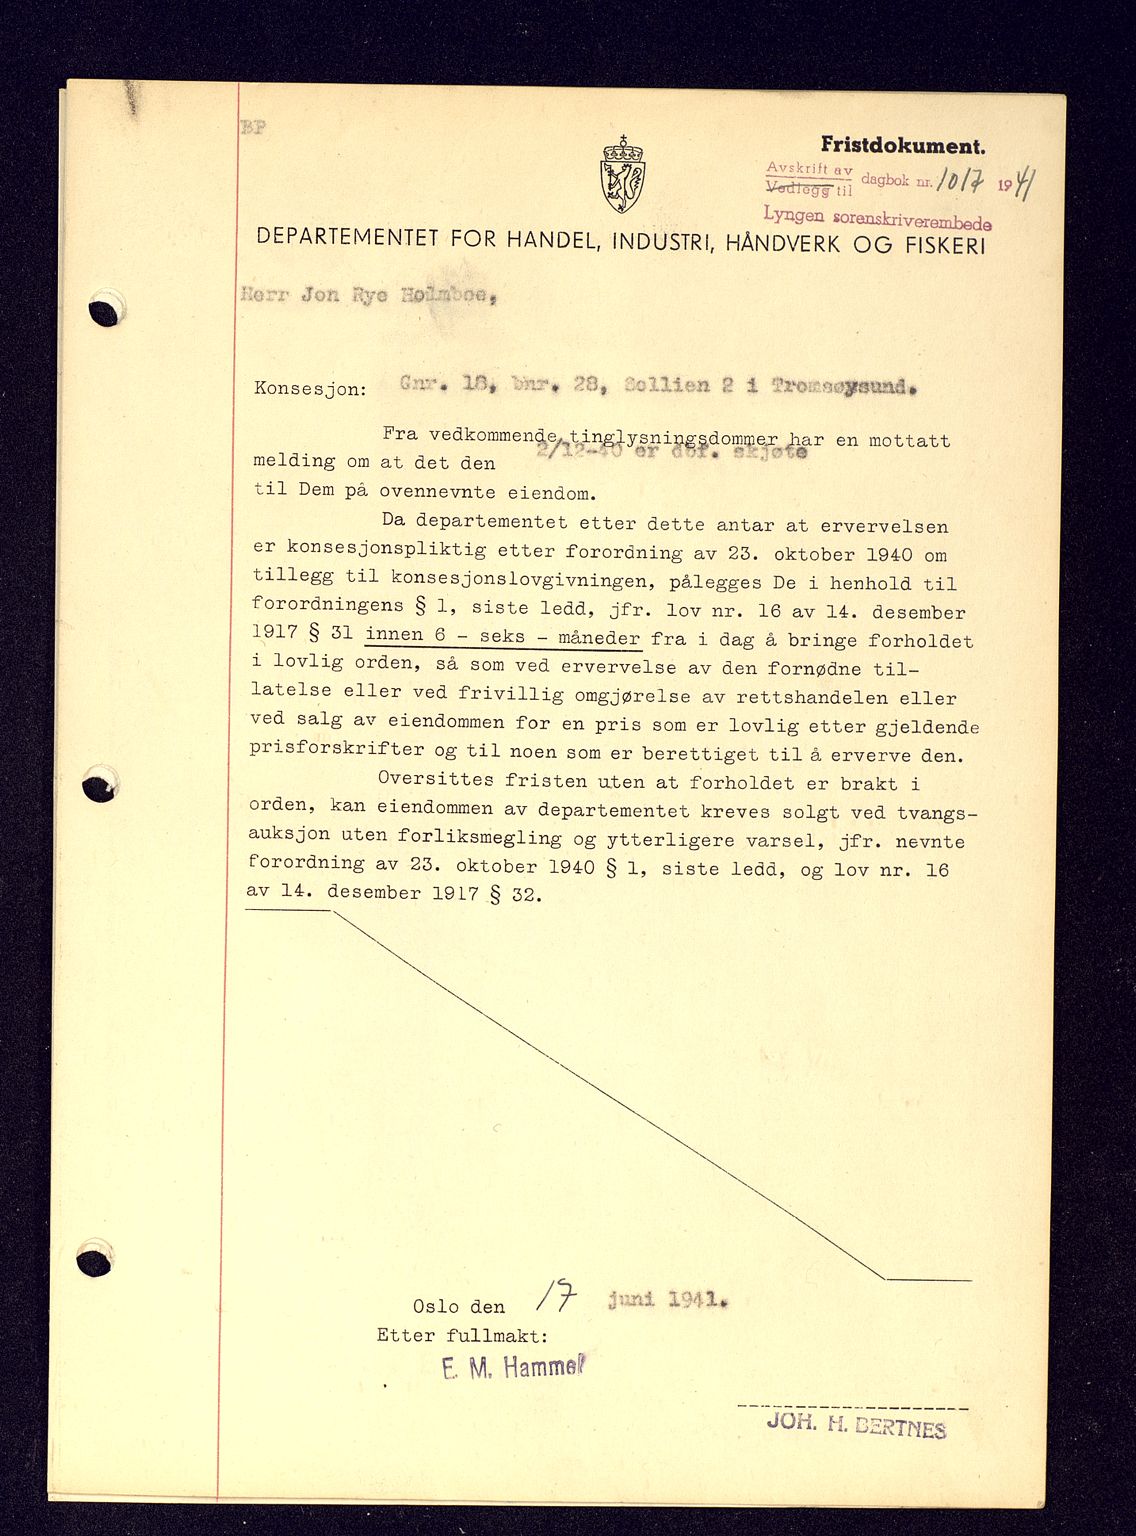 BP
Fristdokument.
Avskrift av
Vedlegg til dagbok nr. 1017 1941
Lyngen sorenskriverembede
DEPARTEMENTET FOR HANDEL, INDUSTRI, HÅNDVERK OG FISKERI
Herr Jon Rye Holmboe,
Konsesjon: Gnr. 18, bnr. 28, Sollien 2 i Tromsøysund.
Fra vedkommende tinglysningsdommer har en mottatt
melding om at det den 2/12-40 er dbf. skjøte
til Dem på ovennevnte eiendom.
Da departementet etter dette antar at ervervelsen
er konsesjonspliktig etter forordning av 23. oktober 1940 om
tillegg til konsesjonslovgivningen, pålegges De i henhold til
forordningens § 1, siste ledd, jfr. lov nr. 16 av 14. desember
1917 § 31 innen 6 - seks - måneder fra i dag å bringe forholdet
i lovlig orden, så som ved ervervelse av den fornødne til-
latelse eller ved frivillig omgjørelse av rettshandelen eller
ved salg av eiendommen for en pris som er lovlig etter gjeldende
prisforskrifter og til noen som er berettiget til å erverve den.
Oversittes fristen uten at forholdet er brakt i
orden, kan eiendommen av departementet kreves solgt ved tvangs-
auksjon uten forliksmegling og ytterligere varsel, jfr. nevnte
forordning av 23. oktober 1940 § 1, siste ledd, og lov nr. 16
av 14. desember 1917 § 32.
Oslo den 17 juni 1941.
Etter fullmakt:
E. M. Hammel
JOH. H. BERTNES